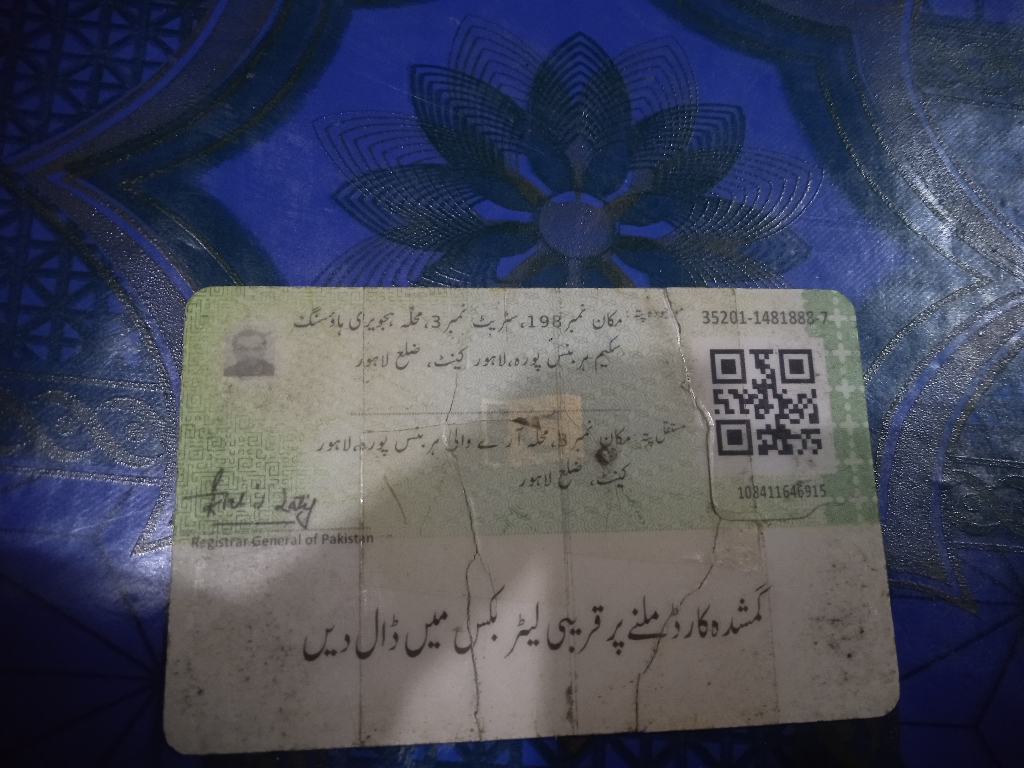 موجودہ پتہ: مکان نمبر 198، سٹریٹ نمبر 3، محلہ ہجویری ہاؤسنگ
سکیم ہربنس پورہ، لاہور کینٹ، ضلع لاہور
35201-1481888-7
مستقل پتہ: مکان نمبر 3، محلہ آرے والی ہربنس پورہ، لاہور
کینٹ، ضلع لاہور
108411646915
Registrar General of Pakistan
گمشدہ کارڈ ملنے پر قریبی لیٹر بکس میں ڈال دیں